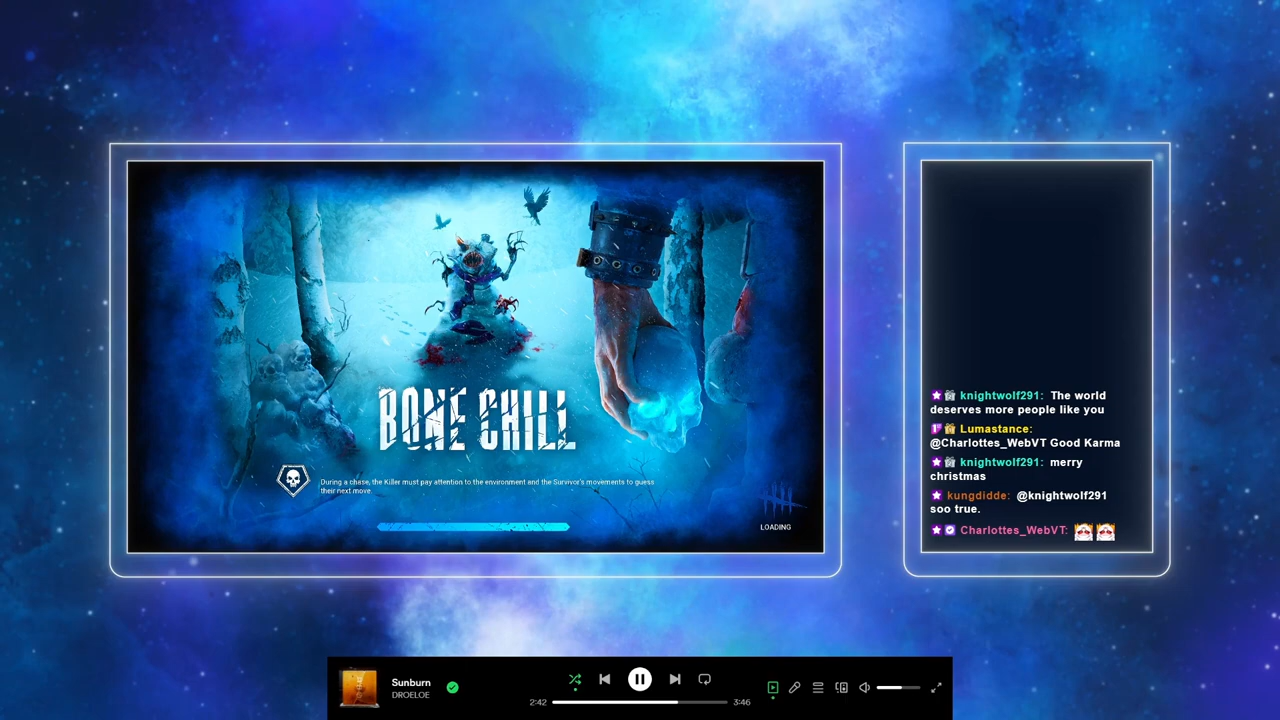 BONE CHILL
During a chase, the Killer must pay attention to the environment and the Survivor's movements to guess
their next move.
LOADING
knightwolf291: The world
deserves more people like you
Lumastance:
@Charlottes_WebVT Good Karma
knightwolf291: merry
christmas
kungdidde: @knightwolf291
soo true.
Charlottes_WebVT:
Sunburn
DROELOE
2:42
3:46